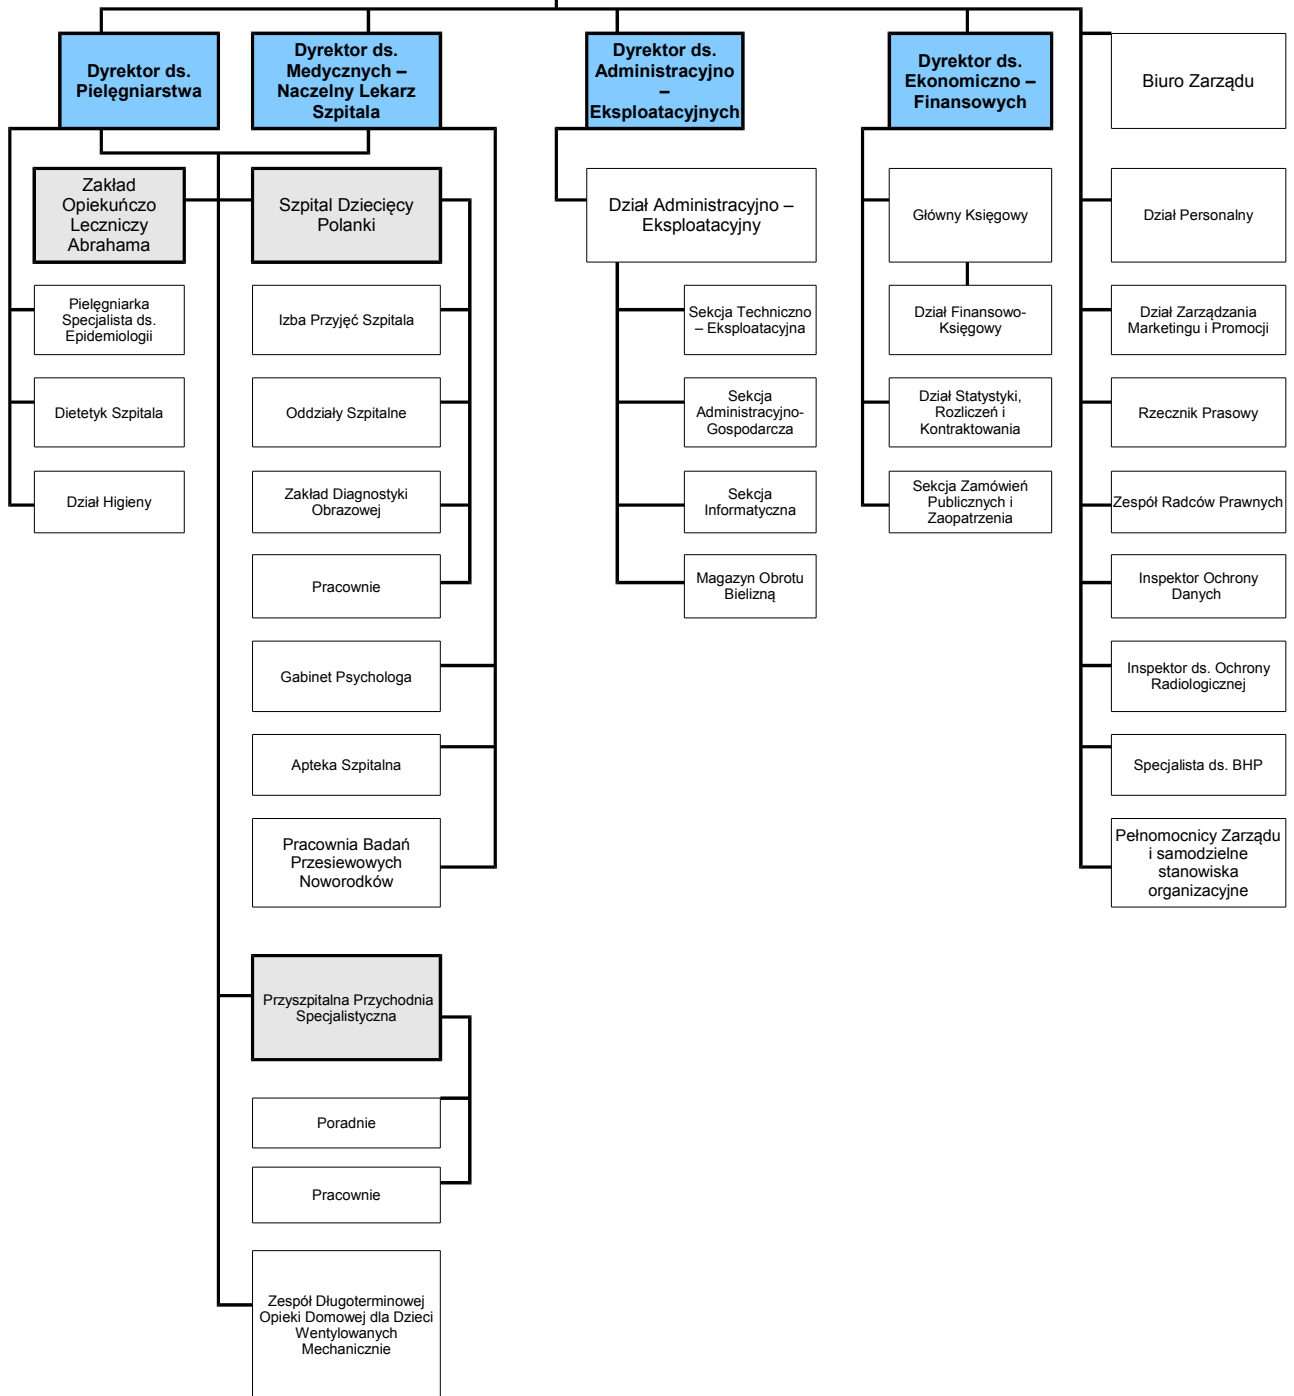 Dyrektor ds.
Pielęgniarstwa
Dyrektor ds.
Medycznych –
Naczelny Lekarz
Szpitala
Dyrektor ds.
Administracyjno
–
Eksploatacyjnych
Dyrektor ds.
Ekonomiczno –
Finansowych
Biuro Zarządu
Zakład
Opiekuńczo
Leczniczy
Abrahama
Szpital Dziecięcy
Polanki
Dział Administracyjno –
Eksploatacyjny
Główny Księgowy
Dział Personalny
Pielęgniarka
Specjalista ds.
Epidemiologii
Izba Przyjęć Szpitala
Sekcja Techniczno
– Eksploatacyjna
Dział Finansowo-
Księgowy
Dział Zarządzania
Marketingu i Promocji
Dietetyk Szpitala
Oddziały Szpitalne
Sekcja
Administracyjno-
Gospodarcza
Dział Statystyki,
Rozliczeń i
Kontraktowania
Rzecznik Prasowy
Dział Higieny
Zakład Diagnostyki
Obrazowej
Sekcja
Informatyczna
Sekcja Zamówień
Publicznych i
Zaopatrzenia
Zespół Radców Prawnych
Pracownie
Magazyn Obrotu
Bielizną
Inspektor Ochrony
Danych
Gabinet Psychologa
Inspektor ds. Ochrony
Radiologicznej
Apteka Szpitalna
Specjalista ds. BHP
Pracownia Badań
Przesiewowych
Noworodków
Pełnomocnicy Zarządu
i samodzielne
stanowiska
organizacyjne
Przyszpitalna Przychodnia
Specjalistyczna
Poradnie
Pracownie
Zespół Długoterminowej
Opieki Domowej dla Dzieci
Wentylowanych
Mechanicznie